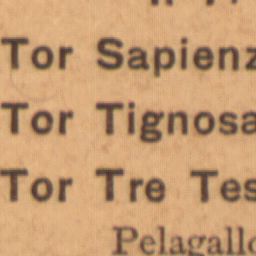 Tor Sapienz
Tor Tignosa
Tor Tre Tes
Pelagallo